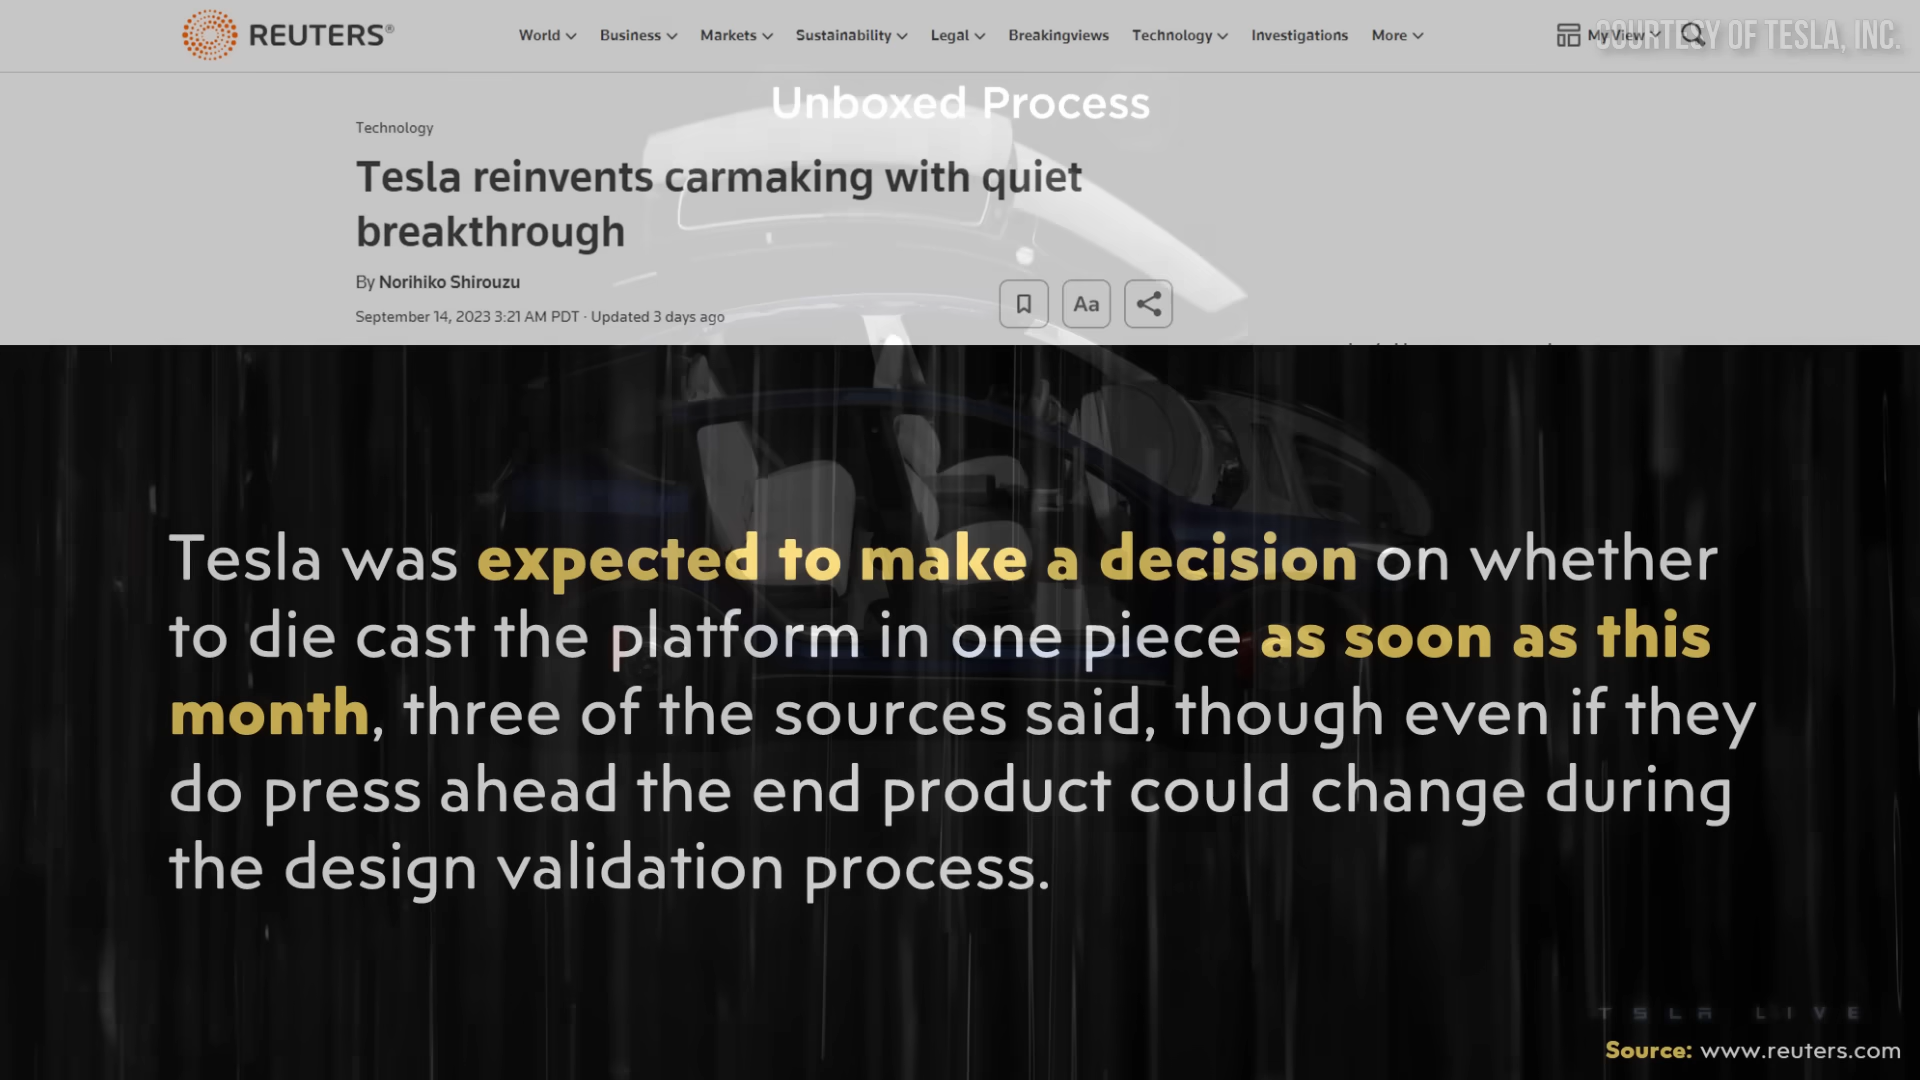 REUTERS®
World Business Markets Sustainability Legal Breakingviews Technology Investigations More My View
COURTESY OF TESLA, INC.
Unboxed Process
Technology
Tesla reinvents carmaking with quiet
breakthrough
By Norihiko Shirouzu
September 14, 2023 3:21 AM PDT · Updated 3 days ago
Aa
Tesla was expected to make a decision on whether
to die cast the platform in one piece as soon as this
month, three of the sources said, though even if they
do press ahead the end product could change during
the design validation process.
TSLA LIVE
Source: www.reuters.com